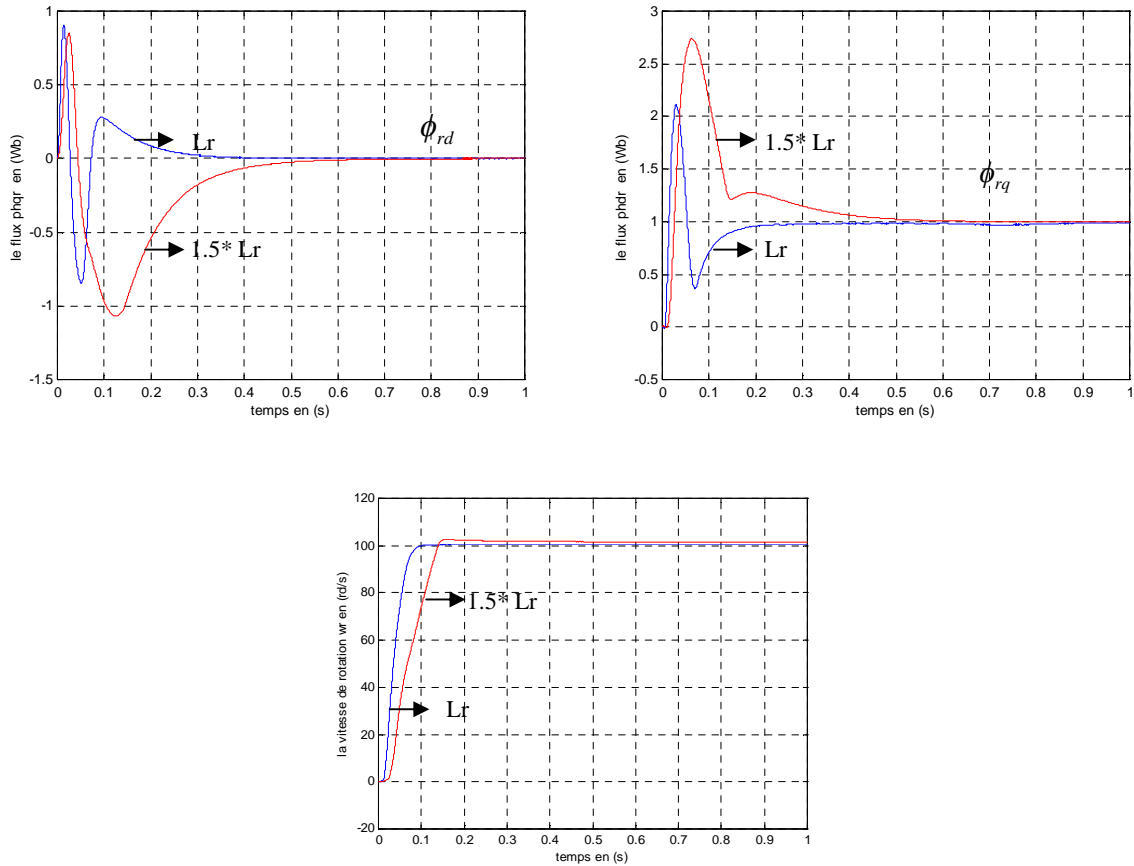 1
0.5
0
-0.5
-1
-1.5
le flux phqr en (Wb)
ϕrd
Lr
1.5* Lr
0 0.1 0.2 0.3 0.4 0.5 0.6 0.7 0.8 0.9 1
temps en (s)
3
2.5
2
1.5
1
0.5
0
-0.5
le flux phdr en (Wb)
1.5* Lr
ϕrq
Lr
0 0.1 0.2 0.3 0.4 0.5 0.6 0.7 0.8 0.9 1
temps en (s)
120
100
80
60
40
20
0
-20
la vitesse de rotation wr en (rd/s)
1.5* Lr
Lr
0 0.1 0.2 0.3 0.4 0.5 0.6 0.7 0.8 0.9 1
temps en (s)